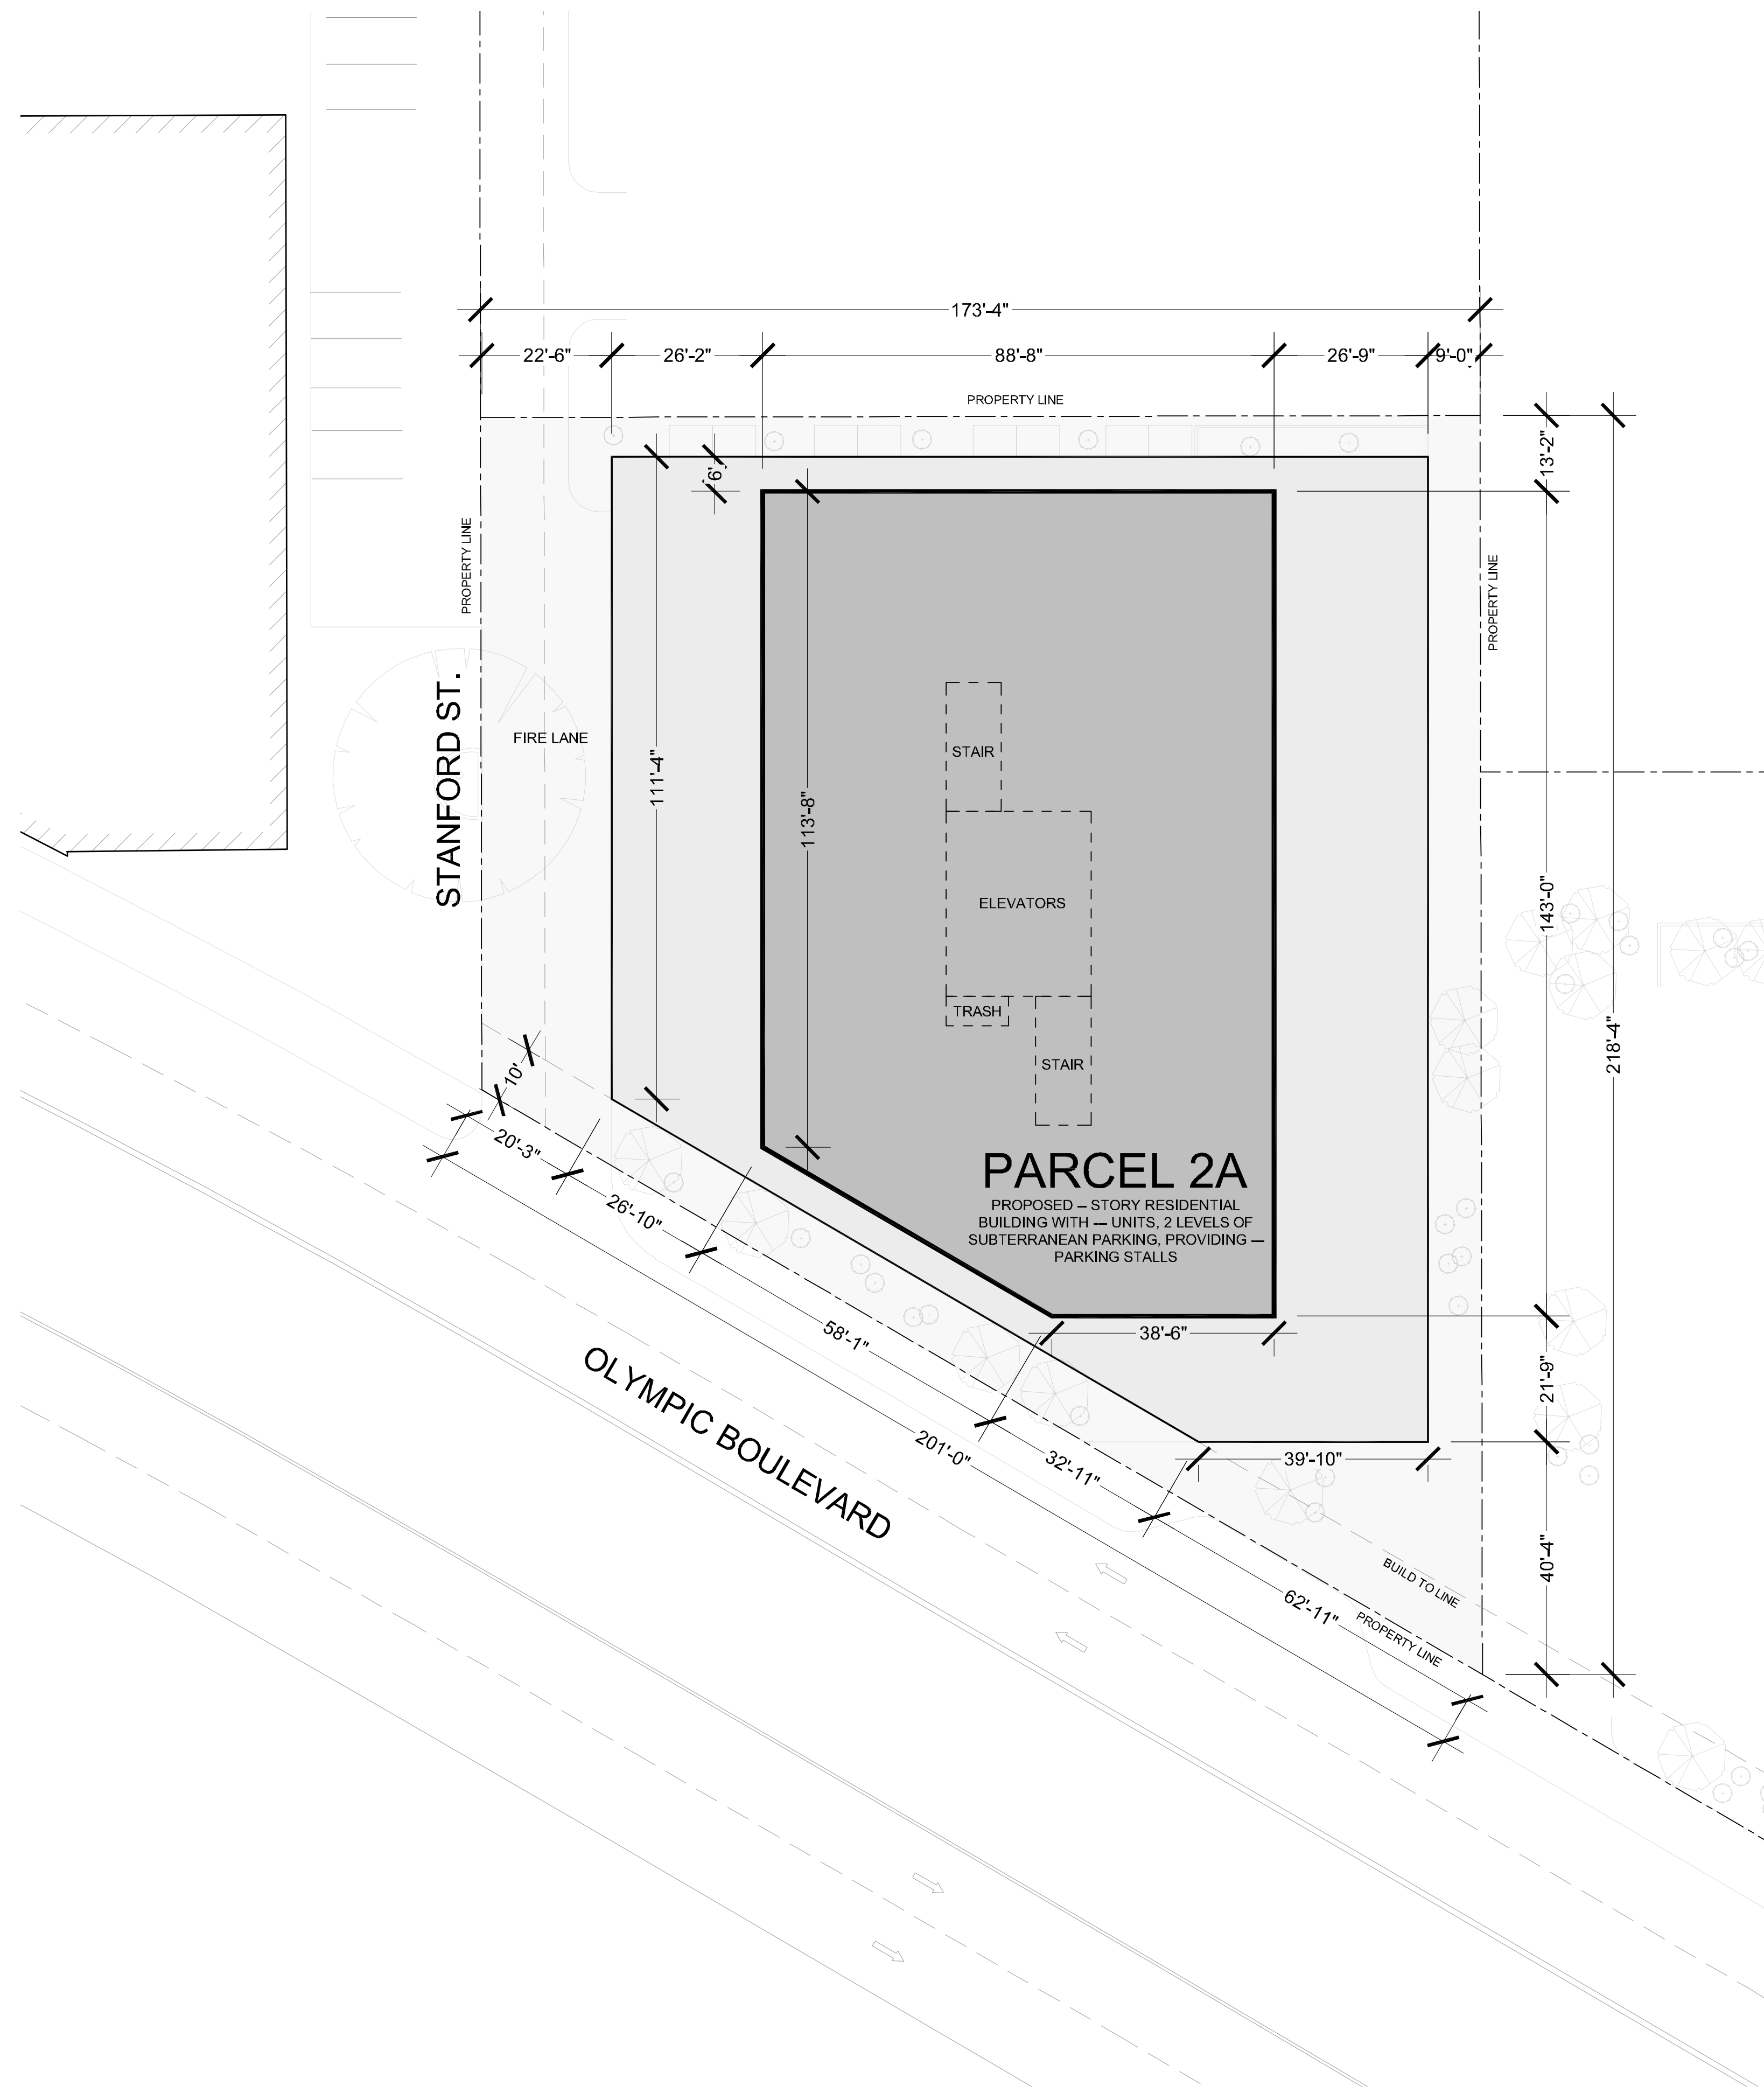 173'-4"
22'-6"
26'-2"
88'-8"
26'-9"
9'-0"
PROPERTY LINE
13'-2"
6'
PROPERTY LINE
PROPERTY LINE
STANFORD ST.
FIRE LANE
STAIR
111'-4"
113'-8"
ELEVATORS
143'-0"
TRASH
218'-4"
STAIR
10'
20'-3"
PARCEL 2A
PROPOSED -- STORY RESIDENTIAL
BUILDING WITH --- UNITS, 2 LEVELS OF
SUBTERRANEAN PARKING, PROVIDING ---
PARKING STALLS
26'-10"
58'-1"
38'-6"
21'-9"
OLYMPIC BOULEVARD
201'-0"
32'-11"
39'-10"
40'-4"
BUILD TO LINE
62'-11"
PROPERTY LINE